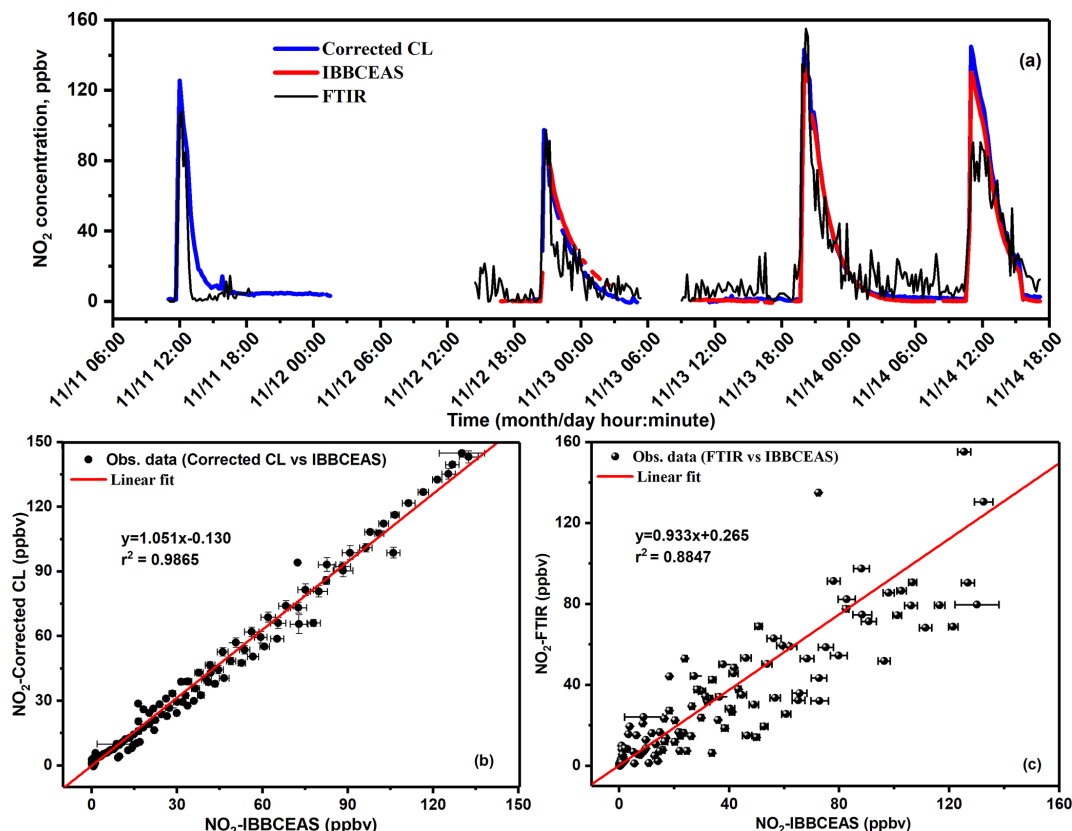 160
120
80
40
0
NO₂ concentration, ppbv
Corrected CL
IBBCEAS
FTIR
(a)
11/11 06:00
11/11 12:00
11/11 18:00
11/12 00:00
11/12 06:00
11/12 12:00
11/12 18:00
11/13 00:00
11/13 06:00
11/13 12:00
11/13 18:00
11/14 00:00
11/14 06:00
11/14 12:00
11/14 18:00
Time (month/day hour:minute)
150
120
90
60
30
0
NO₂-Corrected CL (ppbv)
Obs. data (Corrected CL vs IBBCEAS)
Linear fit
y=1.051x-0.130
r² = 0.9865
(b)
0
30
60
90
120
150
NO₂-IBBCEAS (ppbv)
160
120
80
40
0
NO₂-FTIR (ppbv)
Obs. data (FTIR vs IBBCEAS)
Linear fit
y=0.933x+0.265
r² = 0.8847
(c)
0
40
80
120
160
NO₂-IBBCEAS (ppbv)